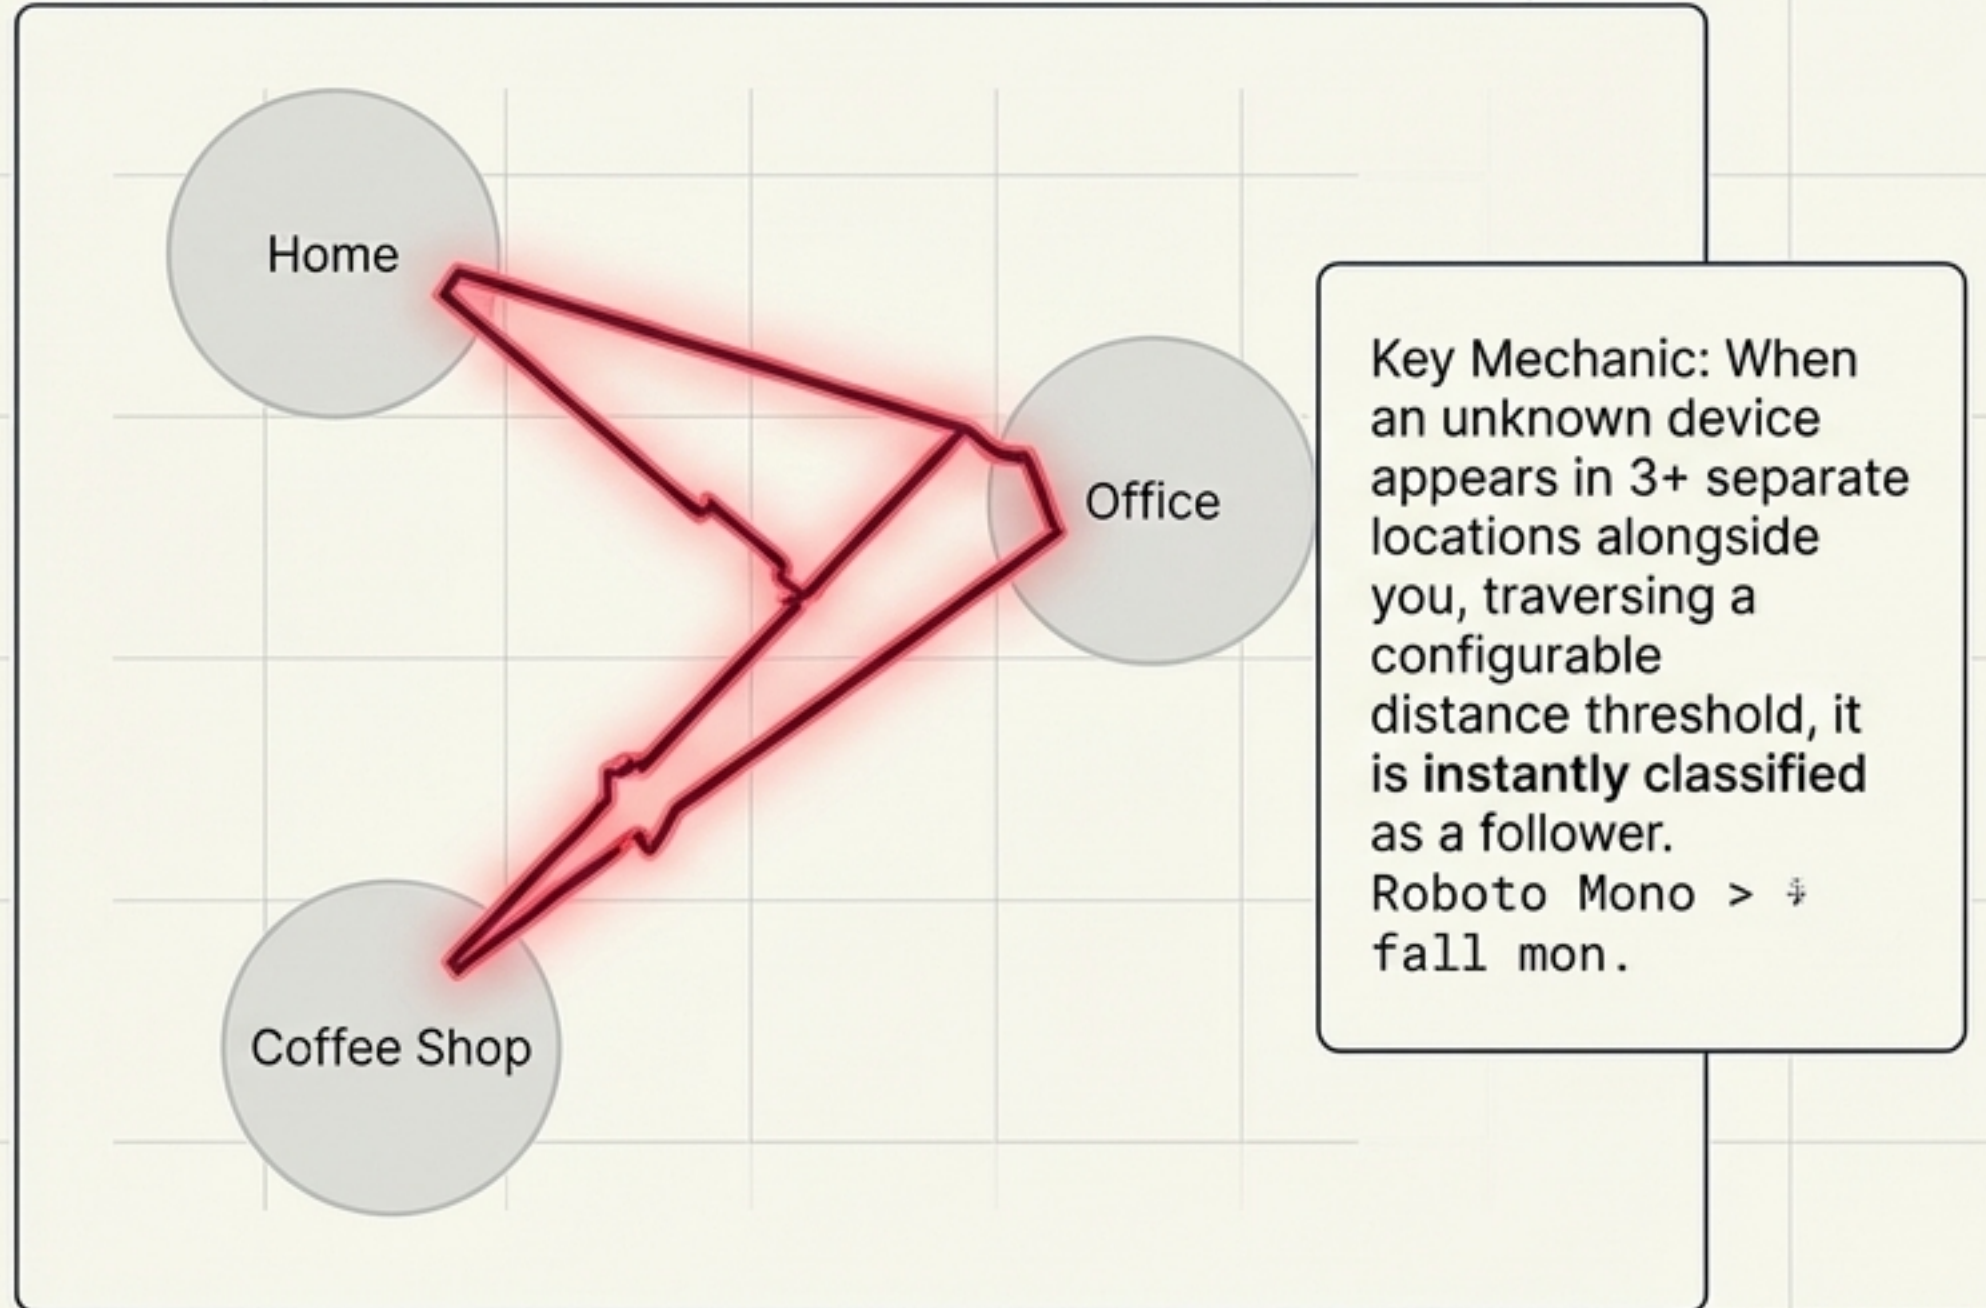 Home
Office
Coffee Shop
Key Mechanic: When
an unknown device
appears in 3+ separate
locations alongside
you, traversing a
configurable
distance threshold, it
is instantly classified
as a follower.
Roboto Mono >
fall mon.